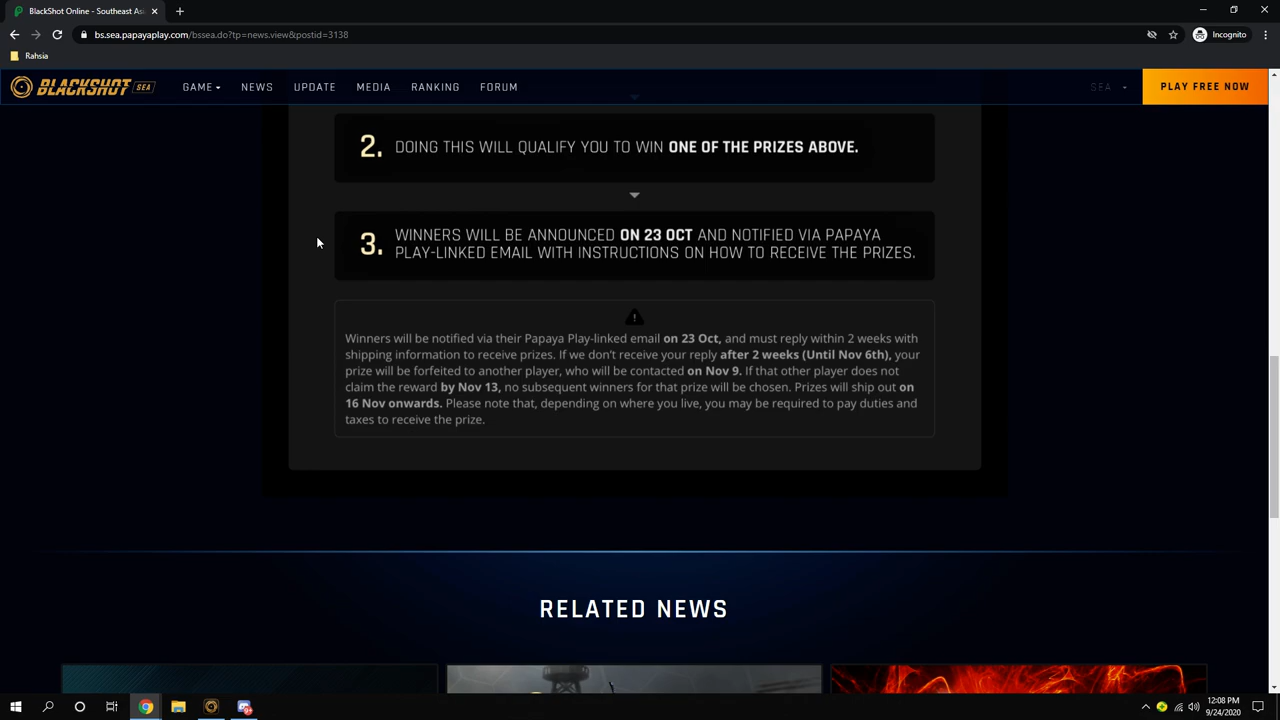 BlackShot Online - Southeast Asi
bs.sea.papayaplay.com/bssea.do?tp=news.view&postid=3138
Incognito
Rahsia
BLACKSHOT SEA
GAME
NEWS
UPDATE
MEDIA
RANKING
FORUM
SEA
PLAY FREE NOW
2. DOING THIS WILL QUALIFY YOU TO WIN ONE OF THE PRIZES ABOVE.
3. WINNERS WILL BE ANNOUNCED ON 23 OCT AND NOTIFIED VIA PAPAYA
PLAY-LINKED EMAIL WITH INSTRUCTIONS ON HOW TO RECEIVE THE PRIZES.
Winners will be notified via their Papaya Play-linked email on 23 Oct, and must reply within 2 weeks with
shipping information to receive prizes. If we don't receive your reply after 2 weeks (Until Nov 6th), your
prize will be forfeited to another player, who will be contacted on Nov 9. If that other player does not
claim the reward by Nov 13, no subsequent winners for that prize will be chosen. Prizes will ship out on
16 Nov onwards. Please note that, depending on where you live, you may be required to pay duties and
taxes to receive the prize.
RELATED NEWS
12:08 PM
9/24/2020